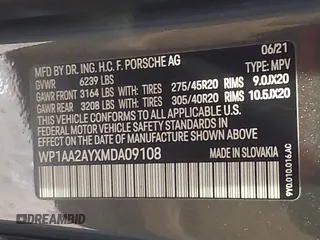 MFD BY DR. ING. H.C. F. PORSCHE AG 06/21
GVWR 6239 LBS TYPE: MPV
GAWR FRONT 3164 LBS WITH TIRES 275/45R20 RIMS 9.0JX20
GAWR REAR 3208 LBS WITH TIRES 305/40R20 RIMS 10.5JX20
THIS VEHICLE CONFORMS TO ALL APPLICABLE
FEDERAL MOTOR VEHICLE SAFETY AND
THEFT PREVENTION STANDARDS IN EFFECT ON
THE DATE OF MANUFACTURE SHOWN ABOVE.
WP1AA2AYXMDA09108 MADE IN SLOVAKIA
9Y0.010.016.AC
DREAMBID